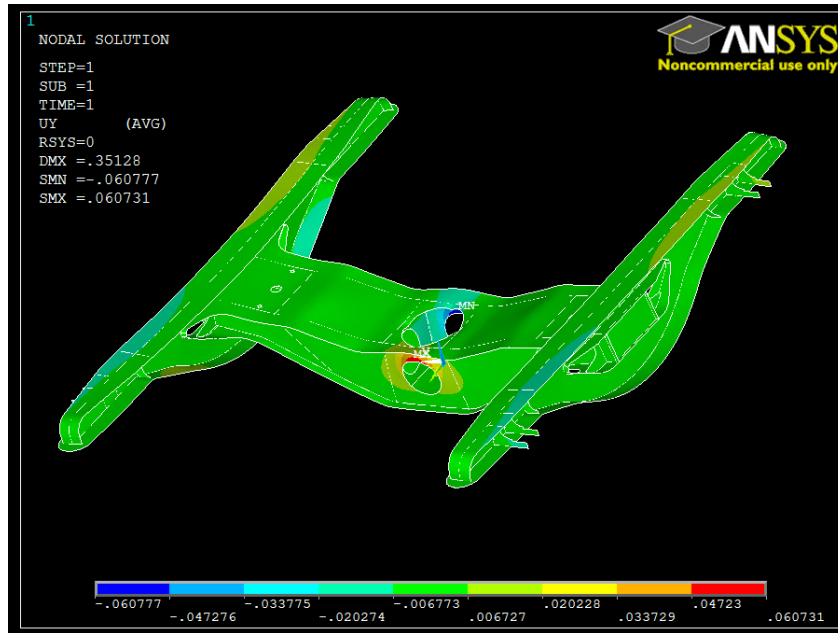 1
ANSYS
Noncommercial use only
NODAL SOLUTION
STEP=1
SUB =1
TIME=1
UY (AVG)
RSYS=0
DMX =.35128
SMN =-.060777
SMX =.060731
MN
MX
-.060777 -.033775 -.006773 .020228 .04723
-.047276 -.020274 .006727 .033729 .060731